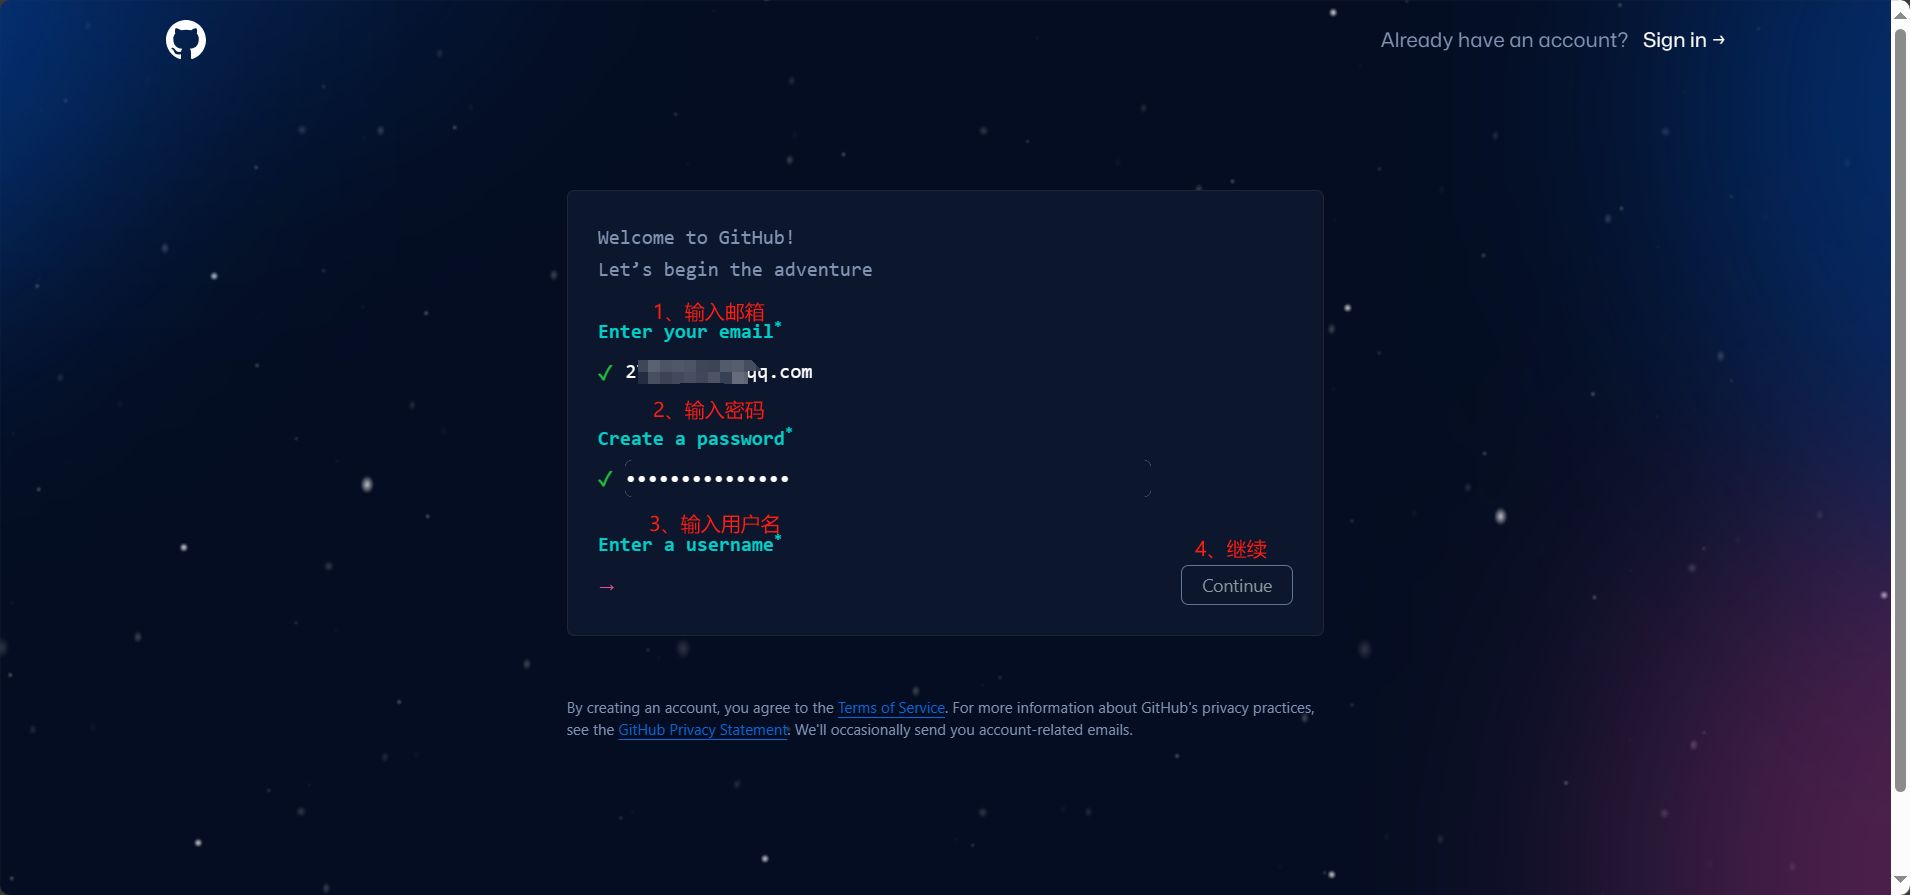 Already have an account? Sign in →
Welcome to GitHub!
Let’s begin the adventure
1、输入邮箱
Enter your email*
✓ 2 qq.com
2、输入密码
Create a password*
✓ •••••••••••••••
3、输入用户名
Enter a username*
4、继续
→ Continue
By creating an account, you agree to the Terms of Service. For more information about GitHub's privacy practices,
see the GitHub Privacy Statement. We'll occasionally send you account-related emails.